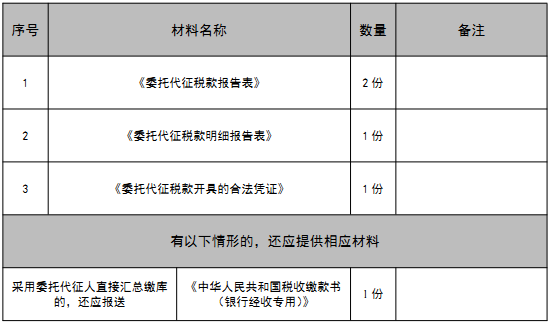 序号 材料名称 数量 备注
1 《委托代征税款报告表》 2 份
2 《委托代征税款明细报告表》 1 份
3 《委托代征税款开具的合法凭证》 1 份
有以下情形的，还应提供相应材料
采用委托代征人直接汇总缴库
的，还应报送
《中华人民共和国税收缴款书
（银行经收专用）》
1 份